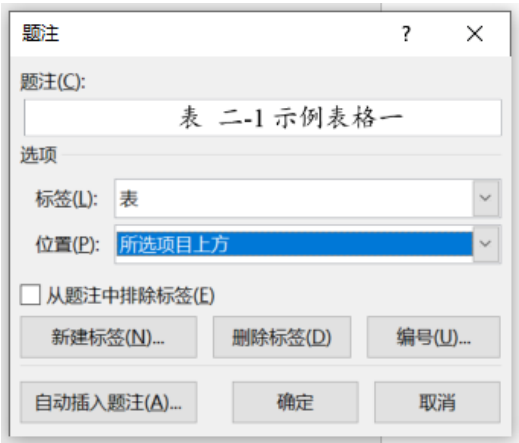 题注
?
题注(C):
表 二-1 示例表格一
选项
标签(L): 表
位置(P): 所选项目上方
从题注中排除标签(E)
新建标签(N)... 删除标签(D) 编号(U)...
自动插入题注(A)... 确定 取消